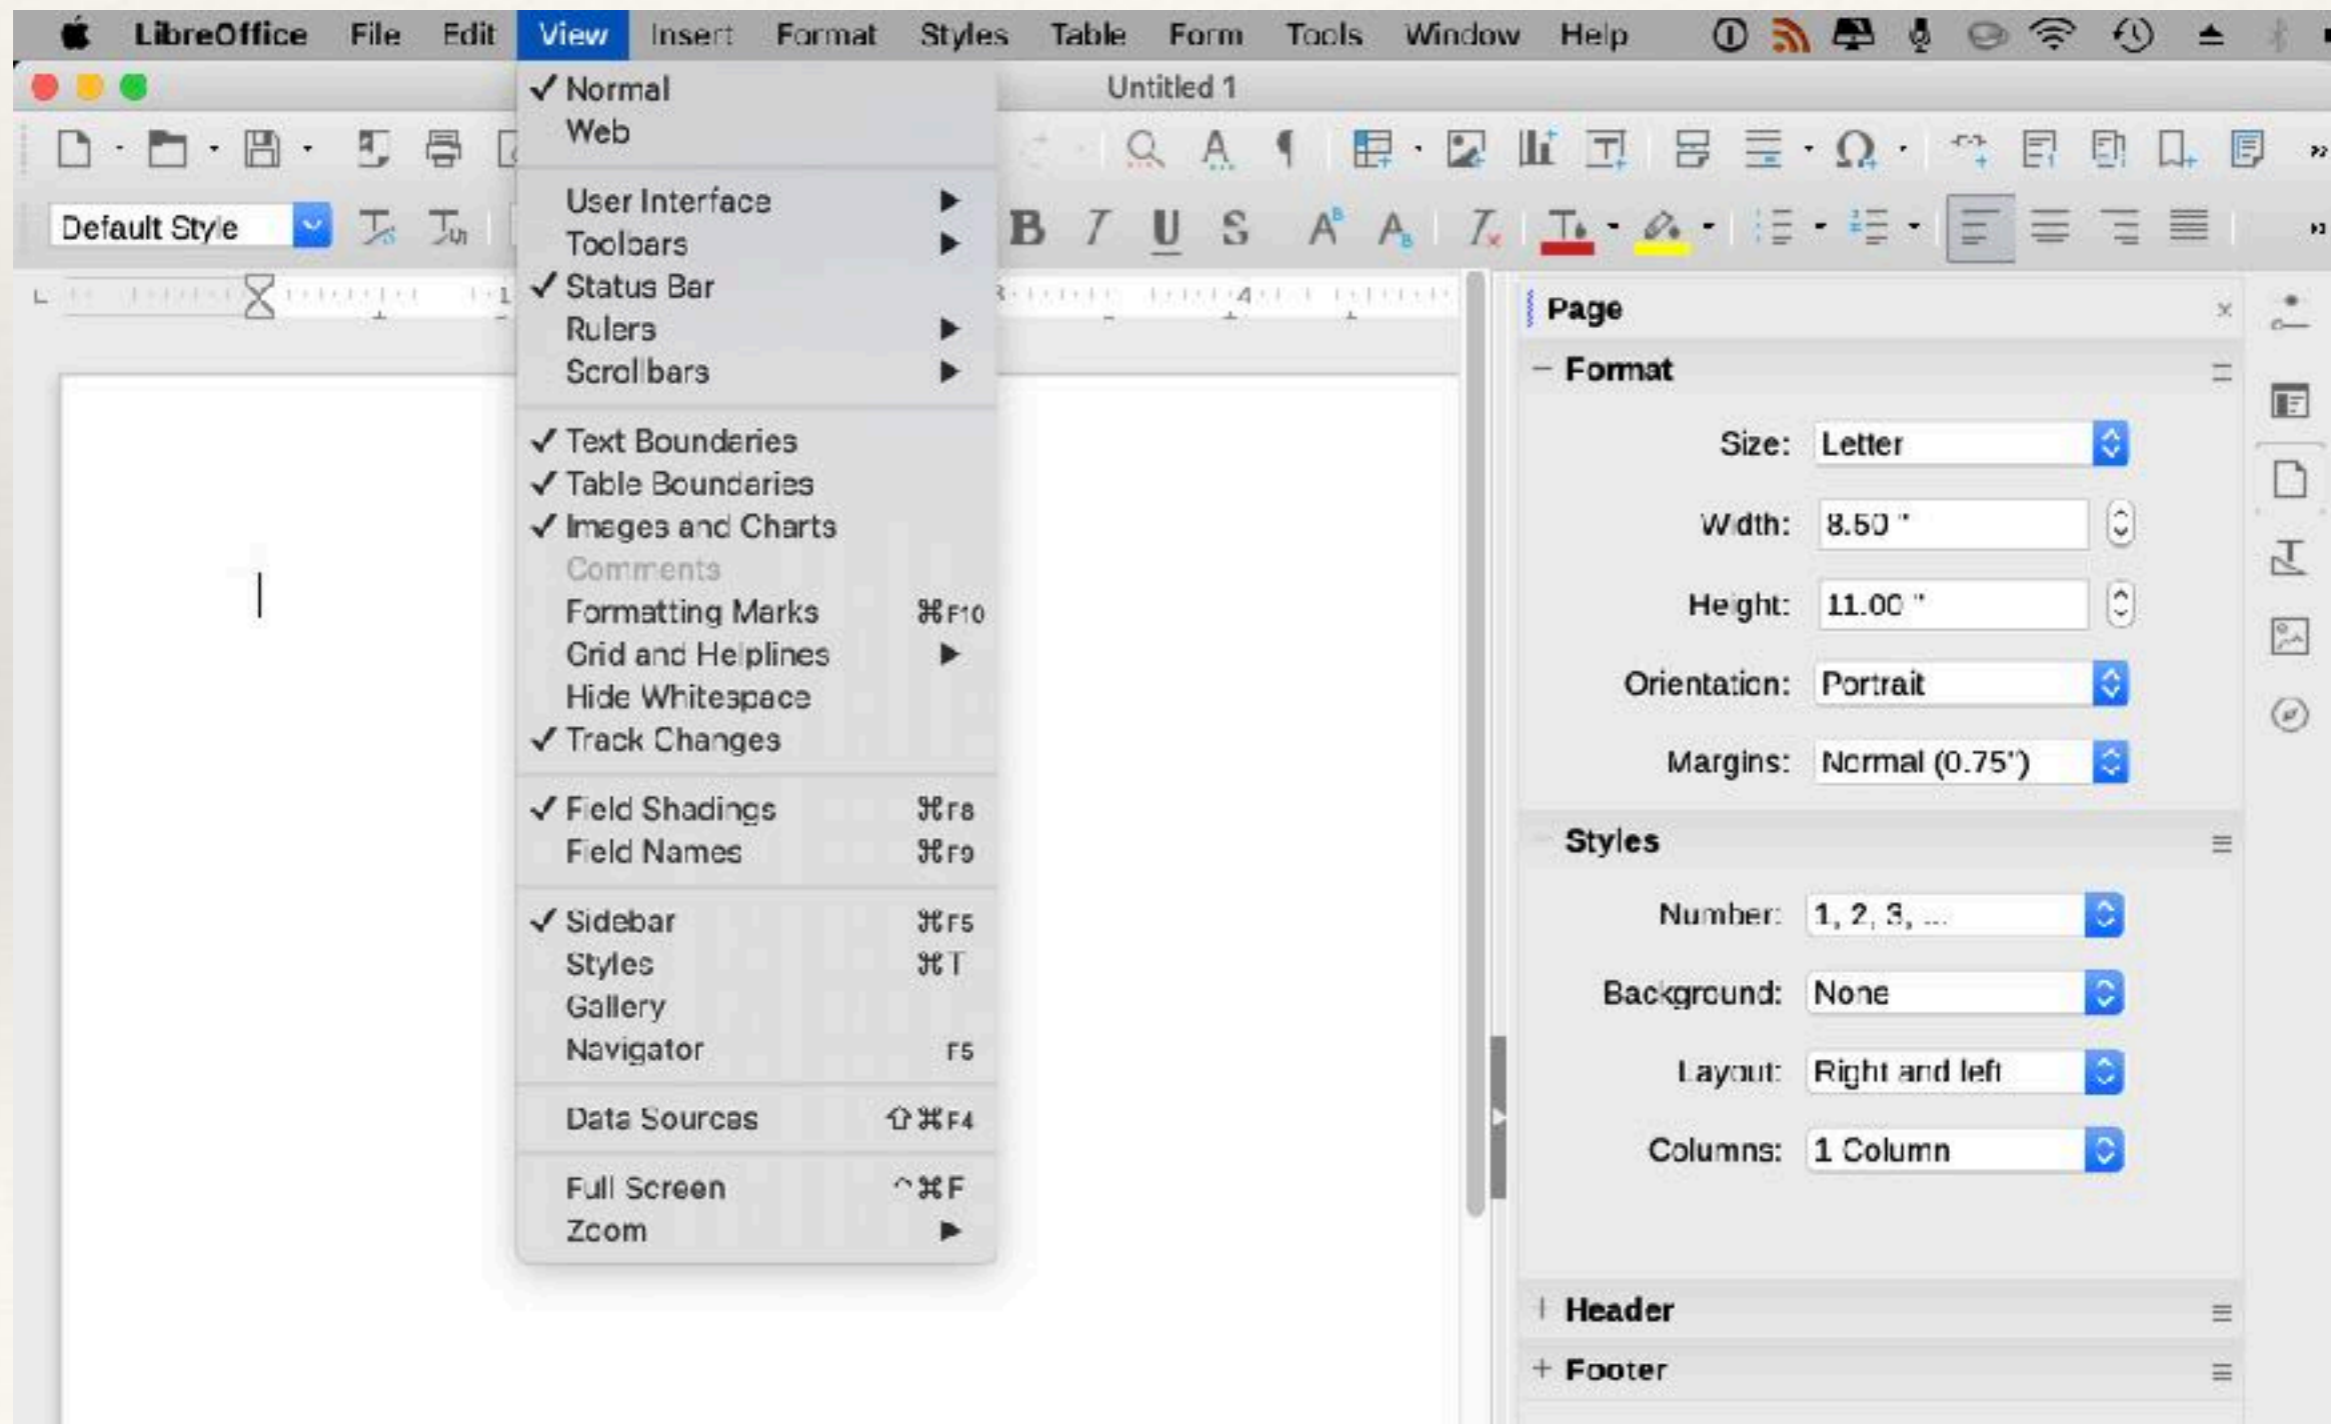 LibreOffice File Edit View Insert Format Styles Table Form Tools Window Help
Untitled 1
Default Style
Normal
Web
User Interface
Toolbars
Status Bar
Rulers
Scrollbars
Text Boundaries
Table Boundaries
Images and Charts
Comments
Formatting Marks ⌘F10
Grid and Helplines
Hide Whitespace
Track Changes
Field Shadings ⌘F8
Field Names ⌘F9
Sidebar ⌘F5
Styles ⌘T
Gallery
Navigator F5
Data Sources ⇧⌘F4
Full Screen ^⌘F
Zoom
Page
Format
Size: Letter
Width: 8.50 "
Height: 11.00 "
Orientation: Portrait
Margins: Normal (0.75")
Styles
Number: 1, 2, 3, ...
Background: None
Layout: Right and left
Columns: 1 Column
Header
Footer